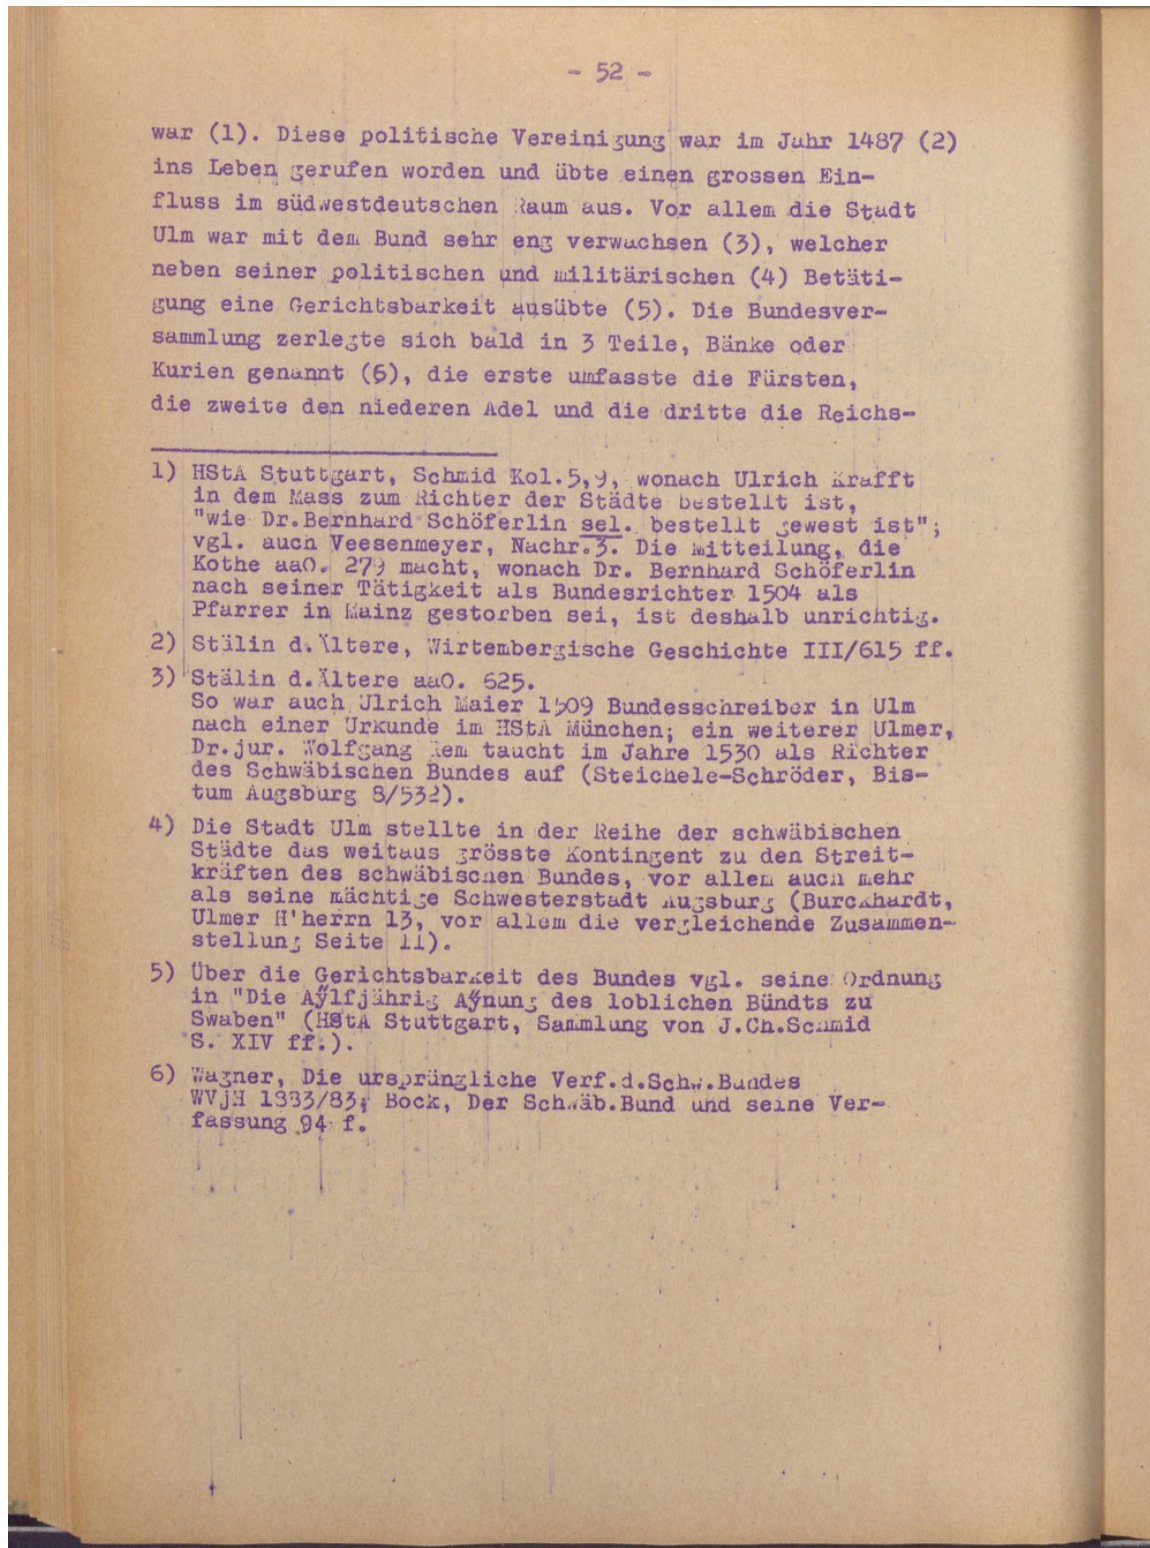 - 52 -
war (1). Diese politische Vereinigung war im Jahr 1487 (2)
ins Leben gerufen worden und übte einen grossen Ein-
fluss im südwestdeutschen Raum aus. Vor allem die Stadt
Ulm war mit dem Bund sehr eng verwachsen (3), welcher
neben seiner politischen und militärischen (4) Betäti-
gung eine Gerichtsbarkeit ausübte (5). Die Bundesver-
sammlung zerlegte sich bald in 3 Teile, Bänke oder
Kurien genannt (6), die erste umfasste die Fürsten,
die zweite den niederen Adel und die dritte die Reichs-
1) HStA Stuttgart, Schmid Kol.5,9, wonach Ulrich Krafft
in dem Mass zum Richter der Städte bestellt ist,
"wie Dr.Bernhard Schöferlin sel. bestellt gewest ist";
vgl. auch Veesenmeyer, Nachr.3. Die Mitteilung, die
Kothe aaO. 279 macht, wonach Dr. Bernhard Schöferlin
nach seiner Tätigkeit als Bundesrichter 1504 als
Pfarrer in Mainz gestorben sei, ist deshalb unrichtig.
2) Stälin d.Ältere, Wirtembergische Geschichte III/615 ff.
3) Stälin d.Ältere aaO. 625.
So war auch Ulrich Maier 1509 Bundesschreiber in Ulm
nach einer Urkunde im HStA München; ein weiterer Ulmer,
Dr.jur. Wolfgang Rem taucht im Jahre 1530 als Richter
des Schwäbischen Bundes auf (Steichele-Schröder, Bis-
tum Augsburg 8/532).
4) Die Stadt Ulm stellte in der Reihe der schwäbischen
Städte das weitaus grösste Kontingent zu den Streit-
kräften des schwäbischen Bundes, vor allem auch mehr
als seine mächtige Schwesterstadt Augsburg (Burckhardt,
Ulmer H'herrn 13, vor allem die vergleichende Zusammen-
stellung Seite 11).
5) Über die Gerichtsbarkeit des Bundes vgl. seine Ordnung
in "Die Aÿlfjährig Aÿnung des loblichen Bündts zu
Swaben" (HStA Stuttgart, Sammlung von J.Ch.Schmid
S. XIV ff.).
6) Wagner, Die ursprüngliche Verf.d.Schw.Bundes
WVjH 1883/83; Bock, Der Schwäb.Bund und seine Ver-
fassung 94 f.